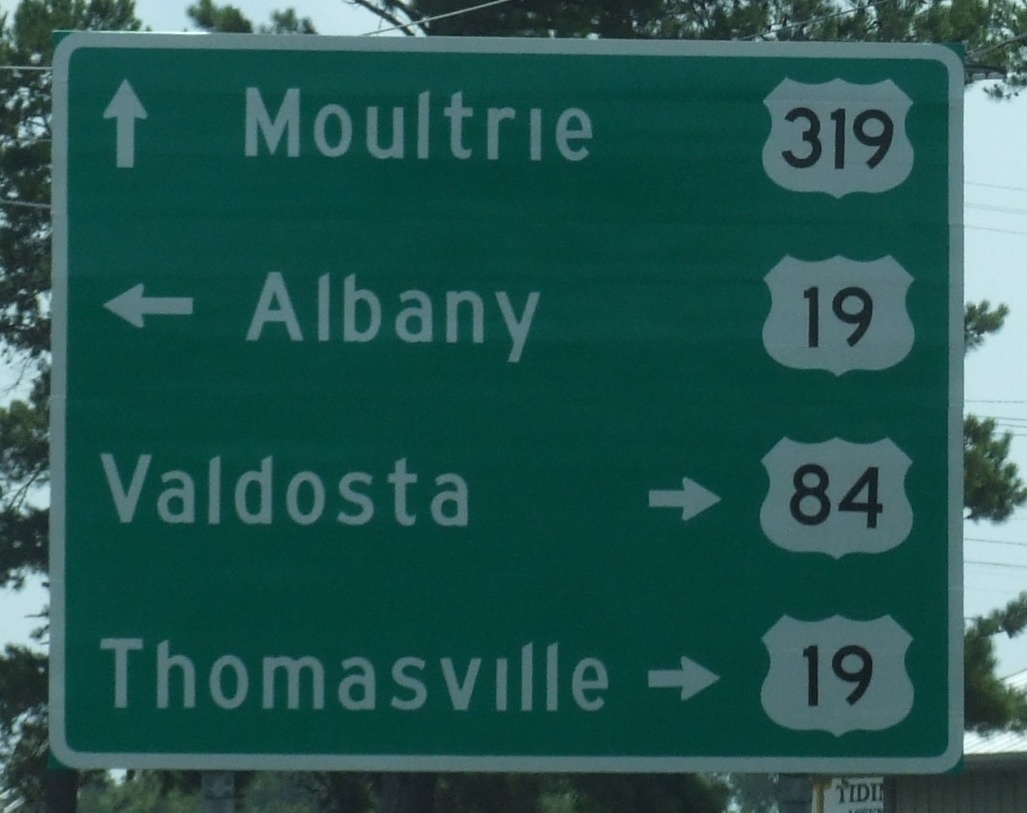 Moultrie 319
Albany 19
Valdosta 84
Thomasville 19